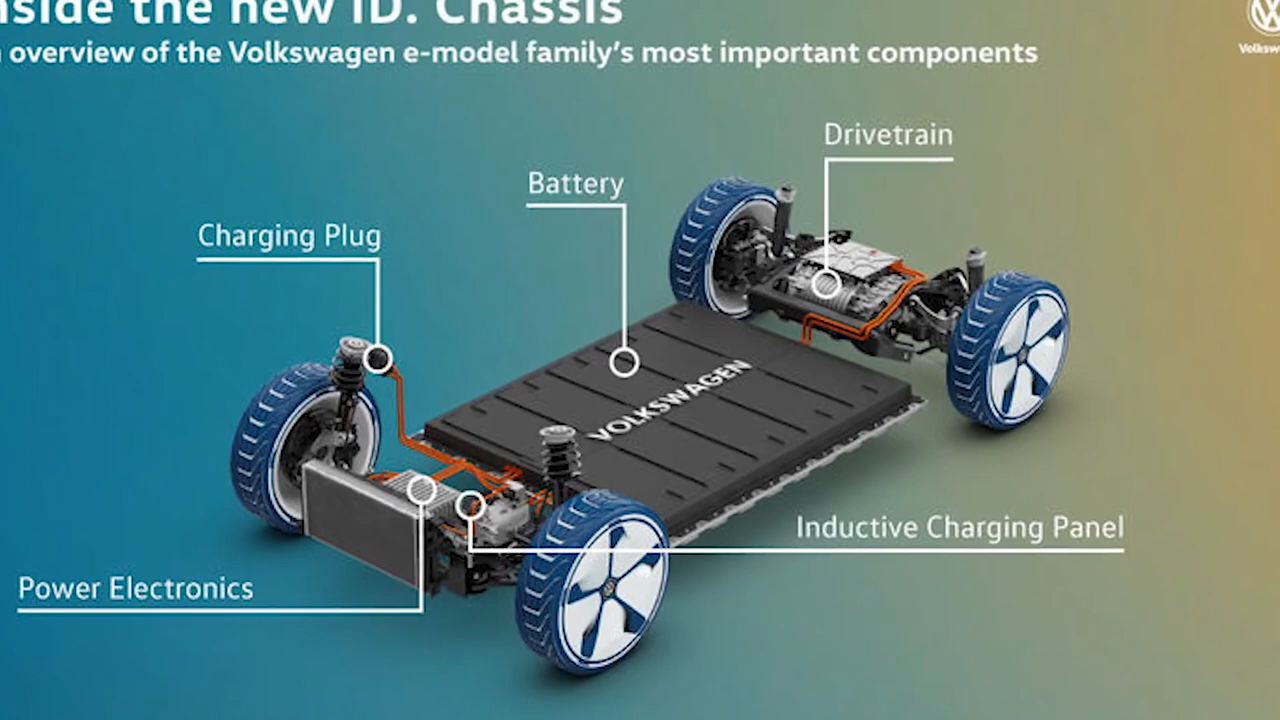 nside the new ID. Chassis
overview of the Volkswagen e-model family's most important components
Drivetrain
Battery
Charging Plug
VOLKSWAGEN
Inductive Charging Panel
Power Electronics